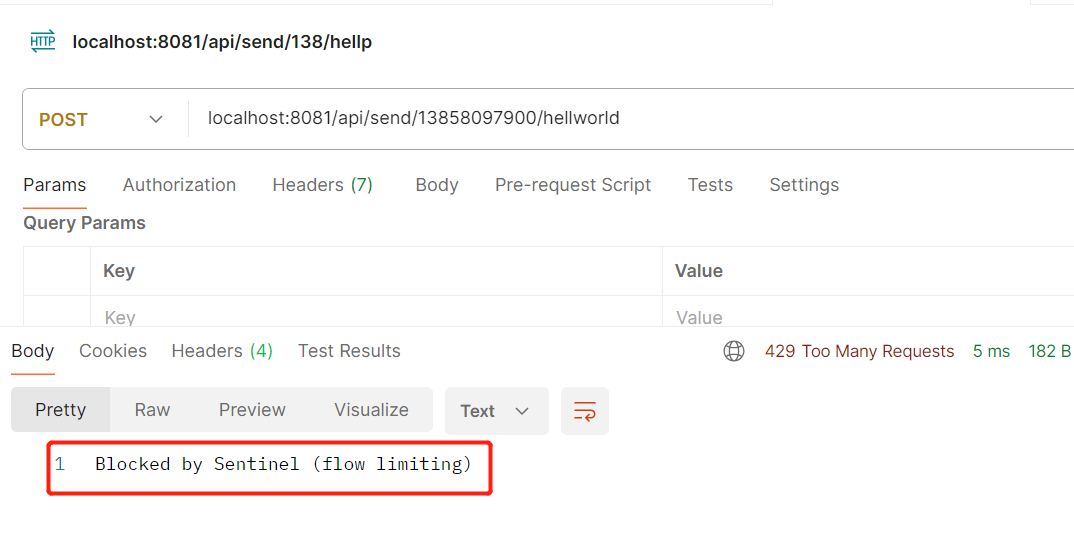 HTTP localhost:8081/api/send/138/hellp
POST localhost:8081/api/send/13858097900/hellworld
Params Authorization Headers (7) Body Pre-request Script Tests Settings
Query Params
Key Value
Key Value
Body Cookies Headers (4) Test Results 429 Too Many Requests 5 ms 182 B
Pretty Raw Preview Visualize Text
1 Blocked by Sentinel (flow limiting)